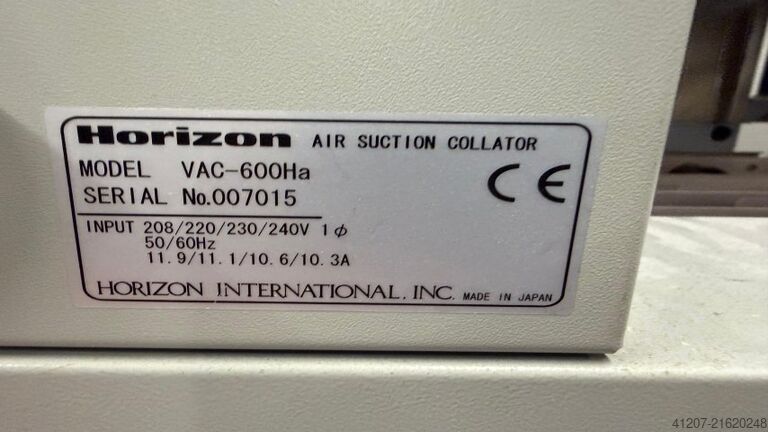 Horizon AIR SUCTION COLLATOR
MODEL VAC-600Ha
SERIAL No.007015
INPUT 208/220/230/240V 1φ
50/60Hz
11.9/11.1/10.6/10.3A
CE
HORIZON INTERNATIONAL, INC. MADE IN JAPAN
41207-21620248